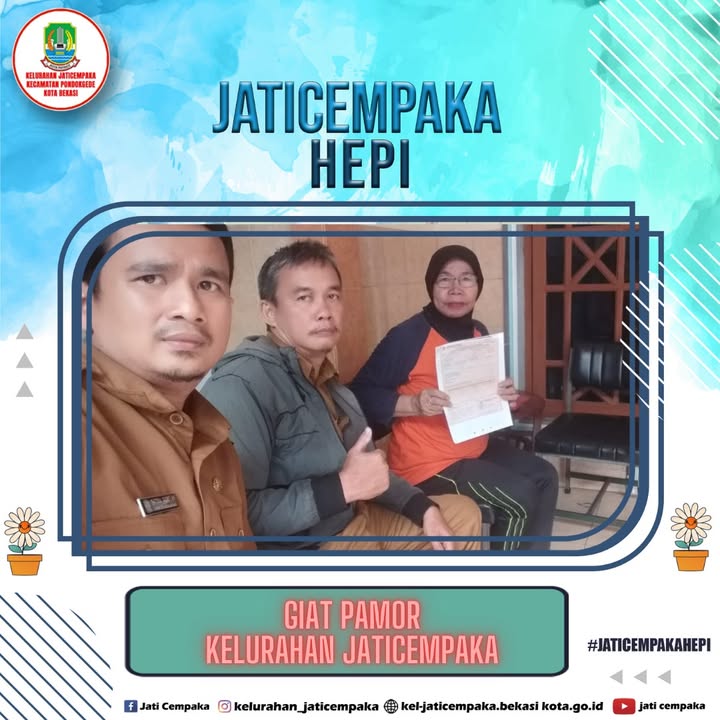 KELURAHAN JATICEMPAKA
KECAMATAN PONDOKGEDE
KOTA BEKASI
JATICEMPAKA
HEPI
GIAT PAMOR
KELURAHAN JATICEMPAKA
#JATICEMPAKAHEPI
Jati Cempaka kelurahan_jaticempaka kel-jaticempaka.bekasi kota.go.id jati cempaka